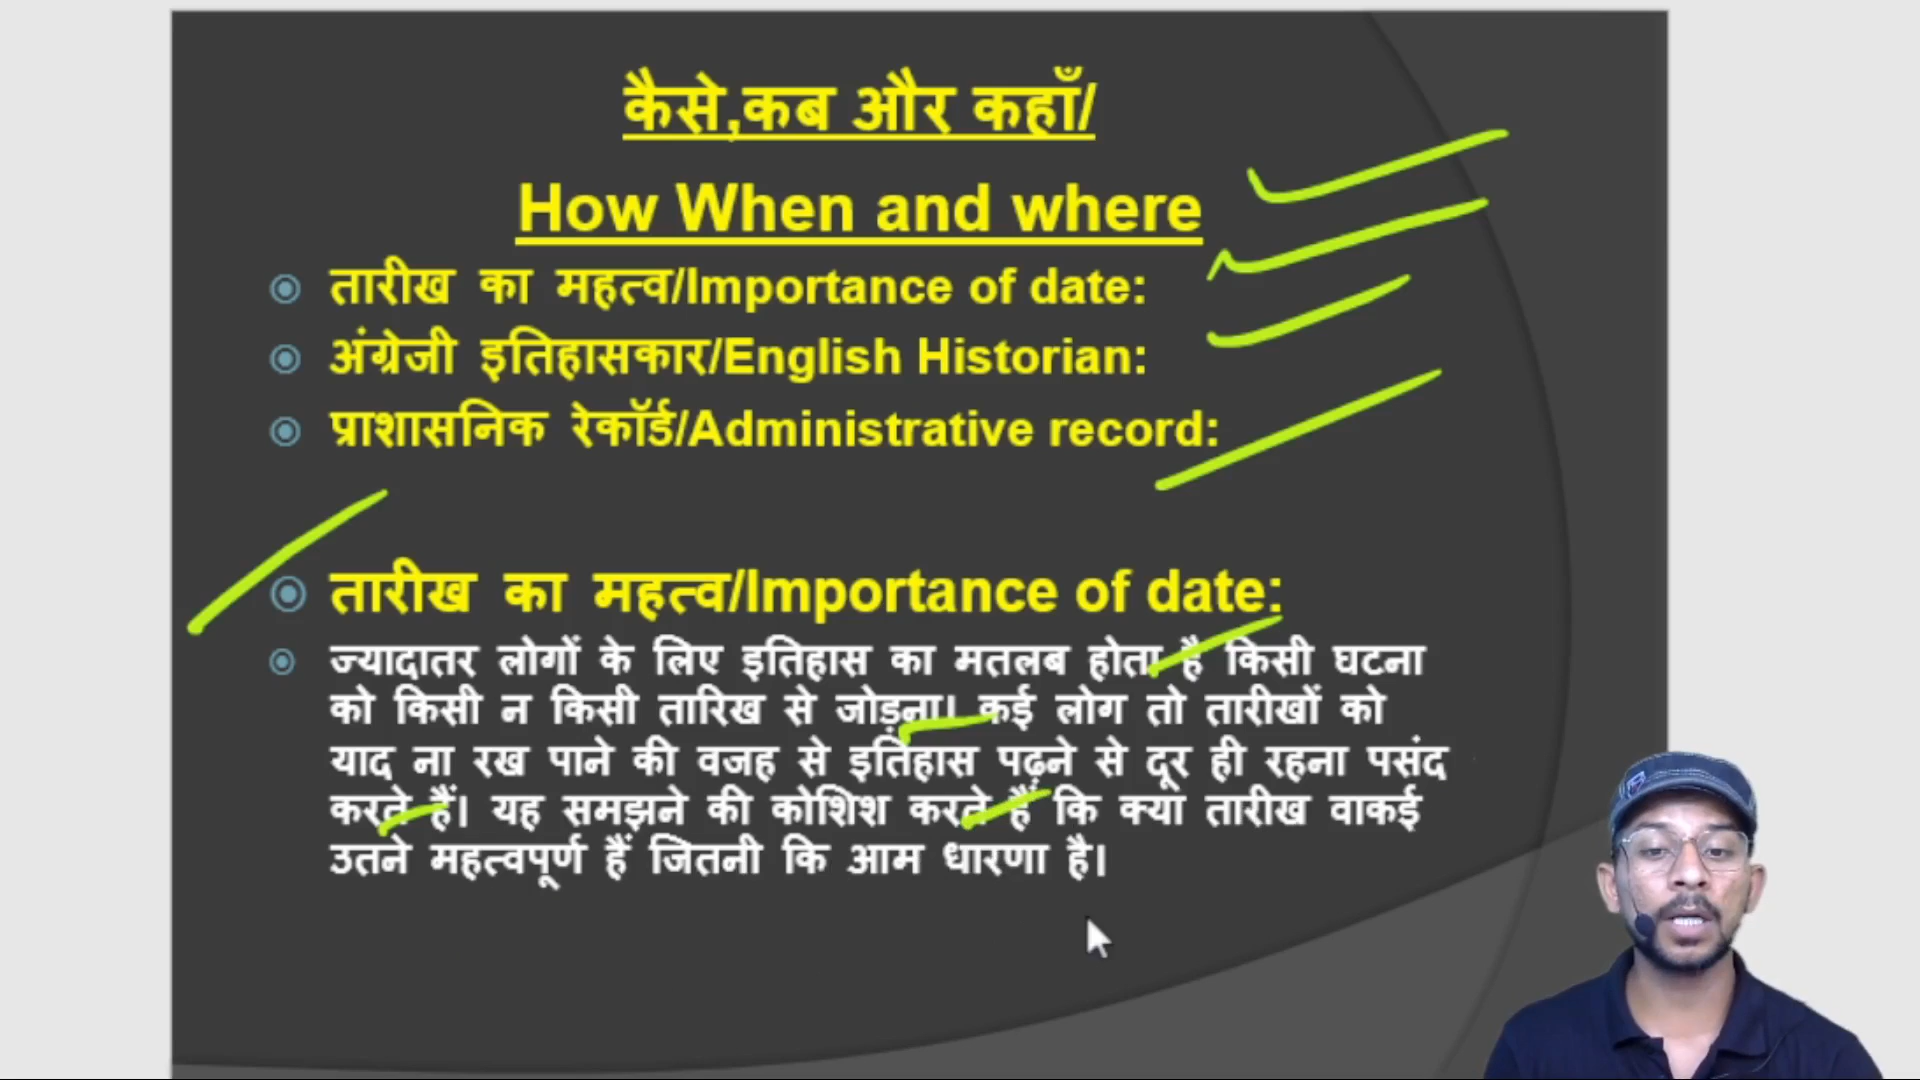 कैसे,कब और कहाँ/
How When and where
तारीख का महत्व/Importance of date:
अंग्रेजी इतिहासकार/English Historian:
प्राशासनिक रेकॉर्ड/Administrative record:
तारीख का महत्व/Importance of date:
ज्यादातर लोगों के लिए इतिहास का मतलब होता है किसी घटना
को किसी न किसी तारिख से जोड़ना। कई लोग तो तारीखों को
याद ना रख पाने की वजह से इतिहास पढ़ने से दूर ही रहना पसंद
करते हैं। यह समझने की कोशिश करते हैं कि क्या तारीख वाकई
उतने महत्वपूर्ण हैं जितनी कि आम धारणा है।